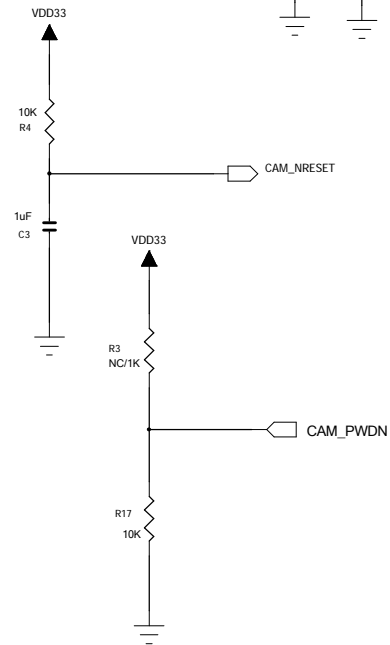 VDD33
10K
R4
CAM_NRESET
1uF
C3
VDD33
R3
NC/1K
CAM_PWDN
R17
10K